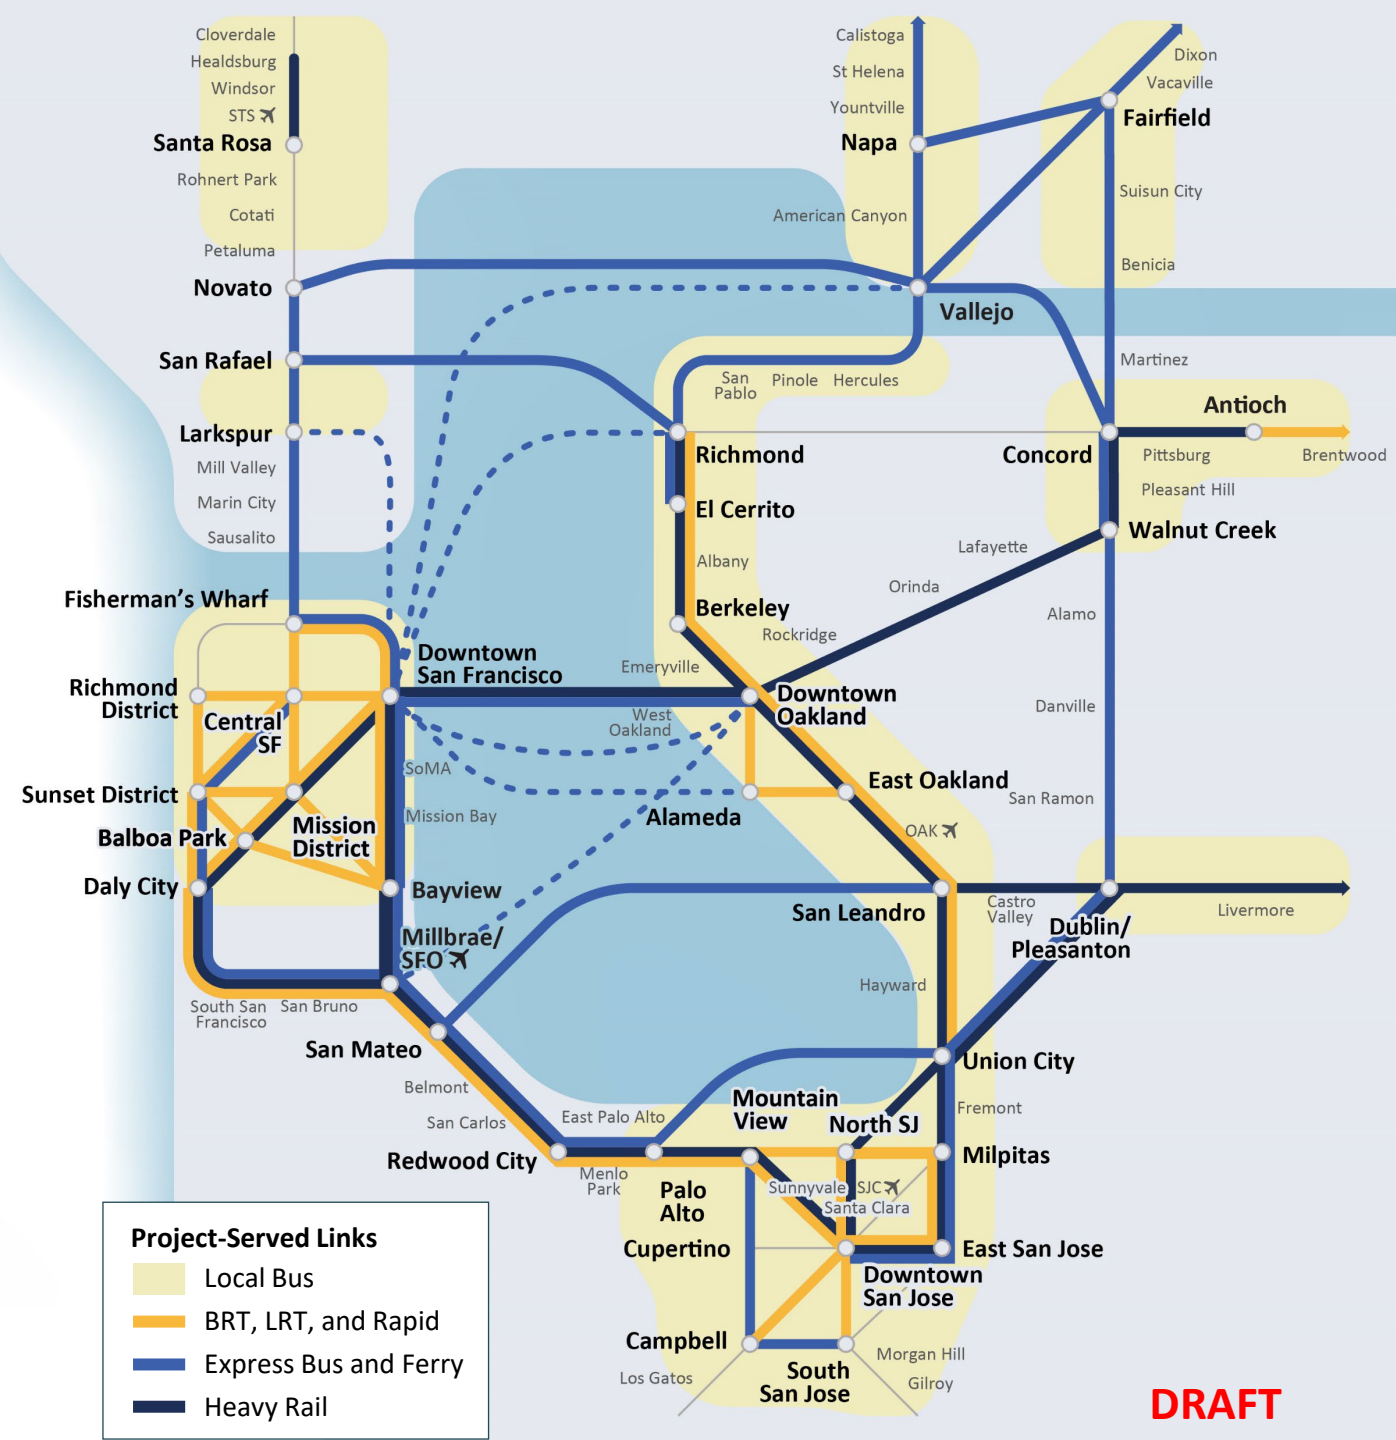 Cloverdale
Healdsburg
Windsor
STS
Santa Rosa
Rohnert Park
Cotati
Petaluma
Novato
San Rafael
Larkspur
Mill Valley
Marin City
Sausalito
Calistoga
St Helena
Yountville
Napa
American Canyon
Dixon
Vacaville
Fairfield
Suisun City
Benicia
Vallejo
Martinez
San
Pablo
Pinole
Hercules
Antioch
Richmond
Concord
Pittsburg
Brentwood
Pleasant Hill
El Cerrito
Walnut Creek
Albany
Lafayette
Orinda
Berkeley
Rockridge
Emeryville
Alamo
Danville
San Ramon
Fisherman's Wharf
Downtown
San Francisco
Richmond
District
Central
SF
West
Oakland
Downtown
Oakland
SoMA
Mission Bay
Sunset District
Balboa Park
Mission
District
Alameda
East Oakland
OAK
Daly City
Bayview
Millbrae/
SFO
San Leandro
Castro
Valley
Dublin/
Pleasanton
Livermore
Hayward
South San
Francisco
San Bruno
San Mateo
Belmont
San Carlos
East Palo Alto
Union City
Fremont
Mountain
View
North SJ
Milpitas
Redwood City
Menlo
Park
Palo
Alto
Sunnyvale
SJC
Santa Clara
Cupertino
East San Jose
Downtown
San Jose
Campbell
South
San Jose
Los Gatos
Morgan Hill
Gilroy
Project-Served Links
Local Bus
BRT, LRT, and Rapid
Express Bus and Ferry
Heavy Rail
DRAFT